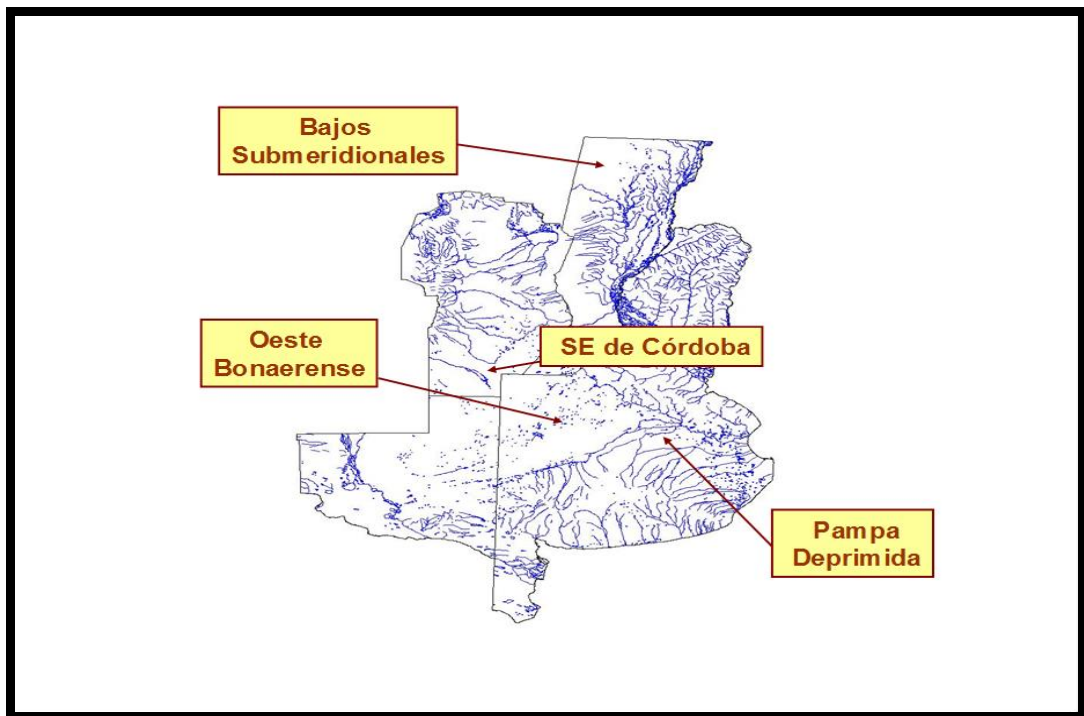 Bajos
Submeridionales
Oeste
Bonaerense
SE de Córdoba
Pampa
Deprimida